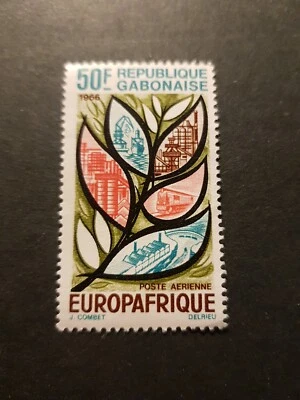 50F REPUBLIQUE
1966 GABONAISE
POSTE AERIENNE
EUROPAFRIQUE
J. COMBET DELRIEU